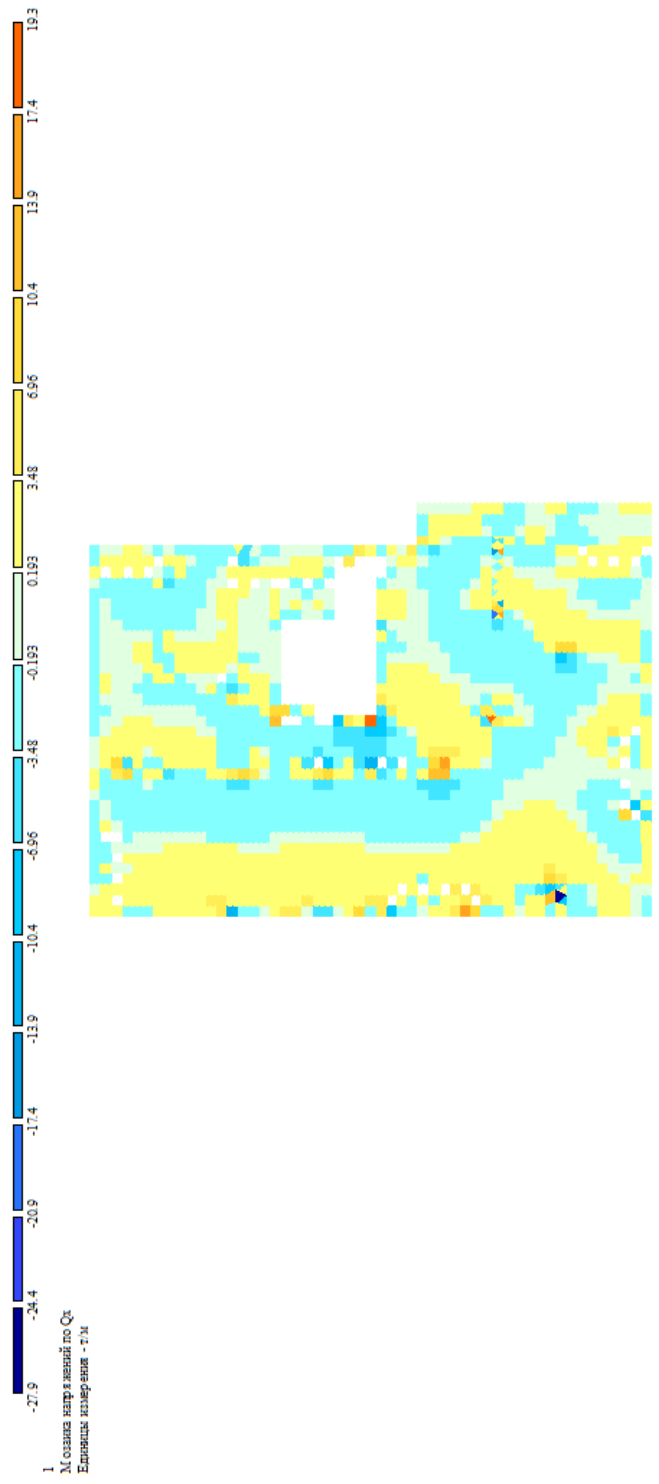 -27.9 -24.4 -20.9 -17.4 -13.9 -10.4 -6.96 -3.48 -0.193 0.193 3.48 6.96 10.4 13.9 17.4 19.3
1
Мозаика напряжений по Qx
Единицы измерения - т/м